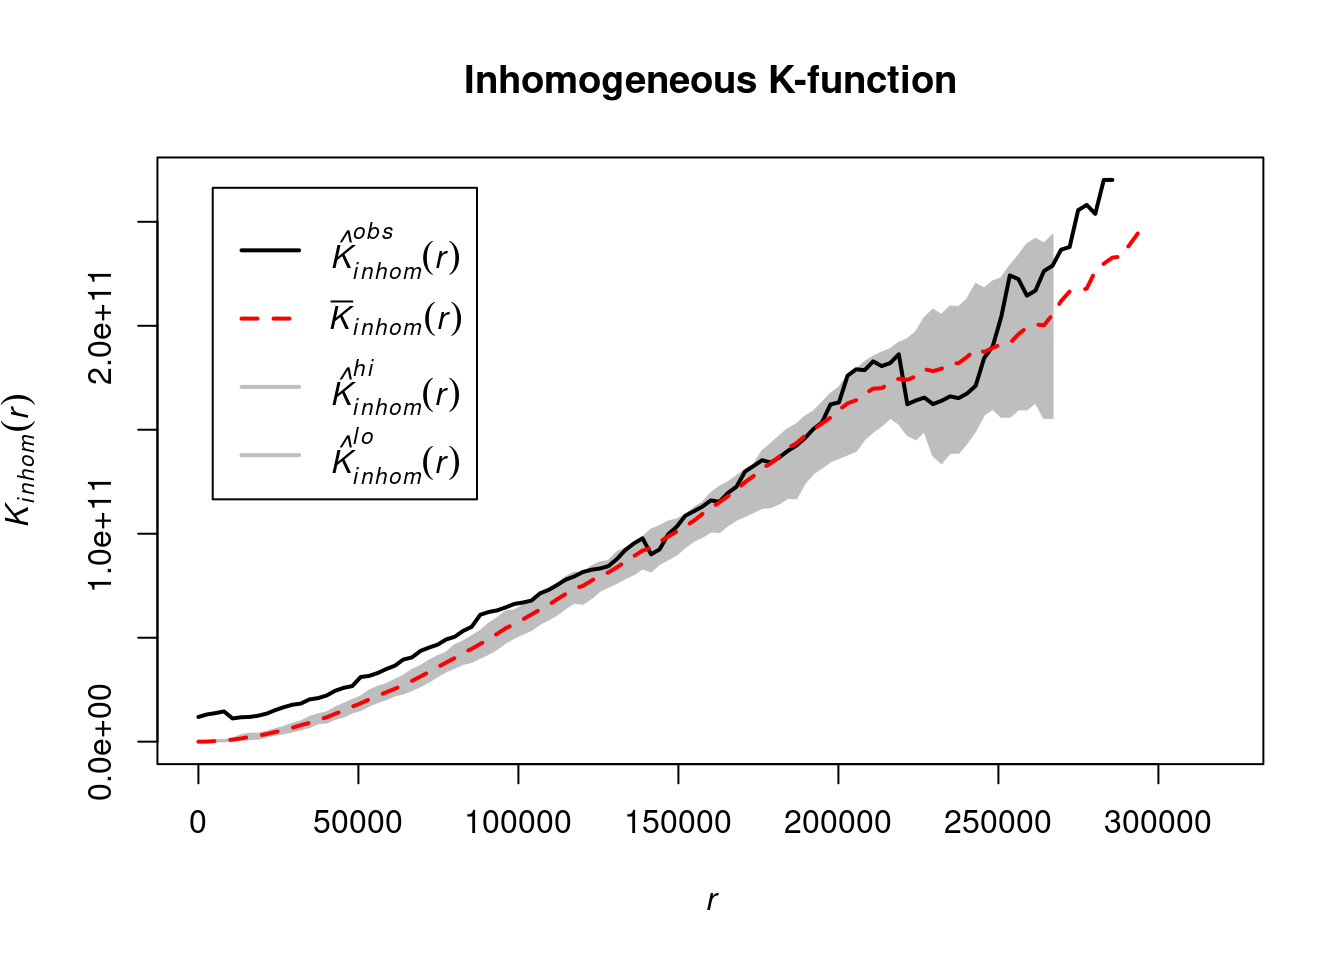 Inhomogeneous K-function
K̂ obs inhom (r)
K̄ inhom (r)
K̂ hi inhom (r)
K̂ lo inhom (r)
K inhom (r)
2.0e+11
1.0e+11
0.0e+00
0 50000 100000 150000 200000 250000 300000
r